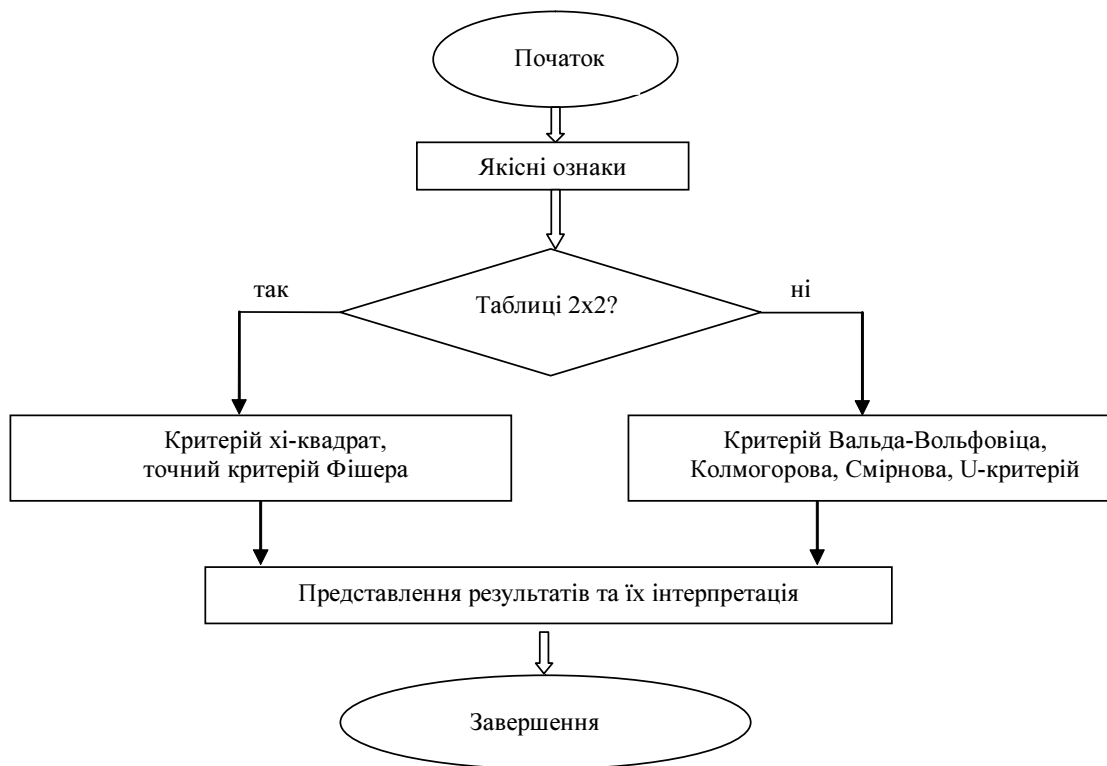 Початок
Якісні ознаки
так
Таблиці 2x2?
ні
Критерій хі-квадрат,
точний критерій Фішера
Критерій Вальда-Вольфовіца,
Колмогорова, Смірнова, U-критерій
Представлення результатів та їх інтерпретація
Завершення